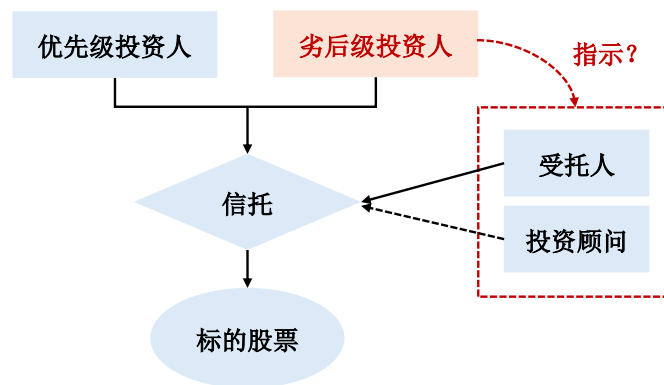 优先级投资人
劣后级投资人
指示？
受托人
信托
投资顾问
标的股票